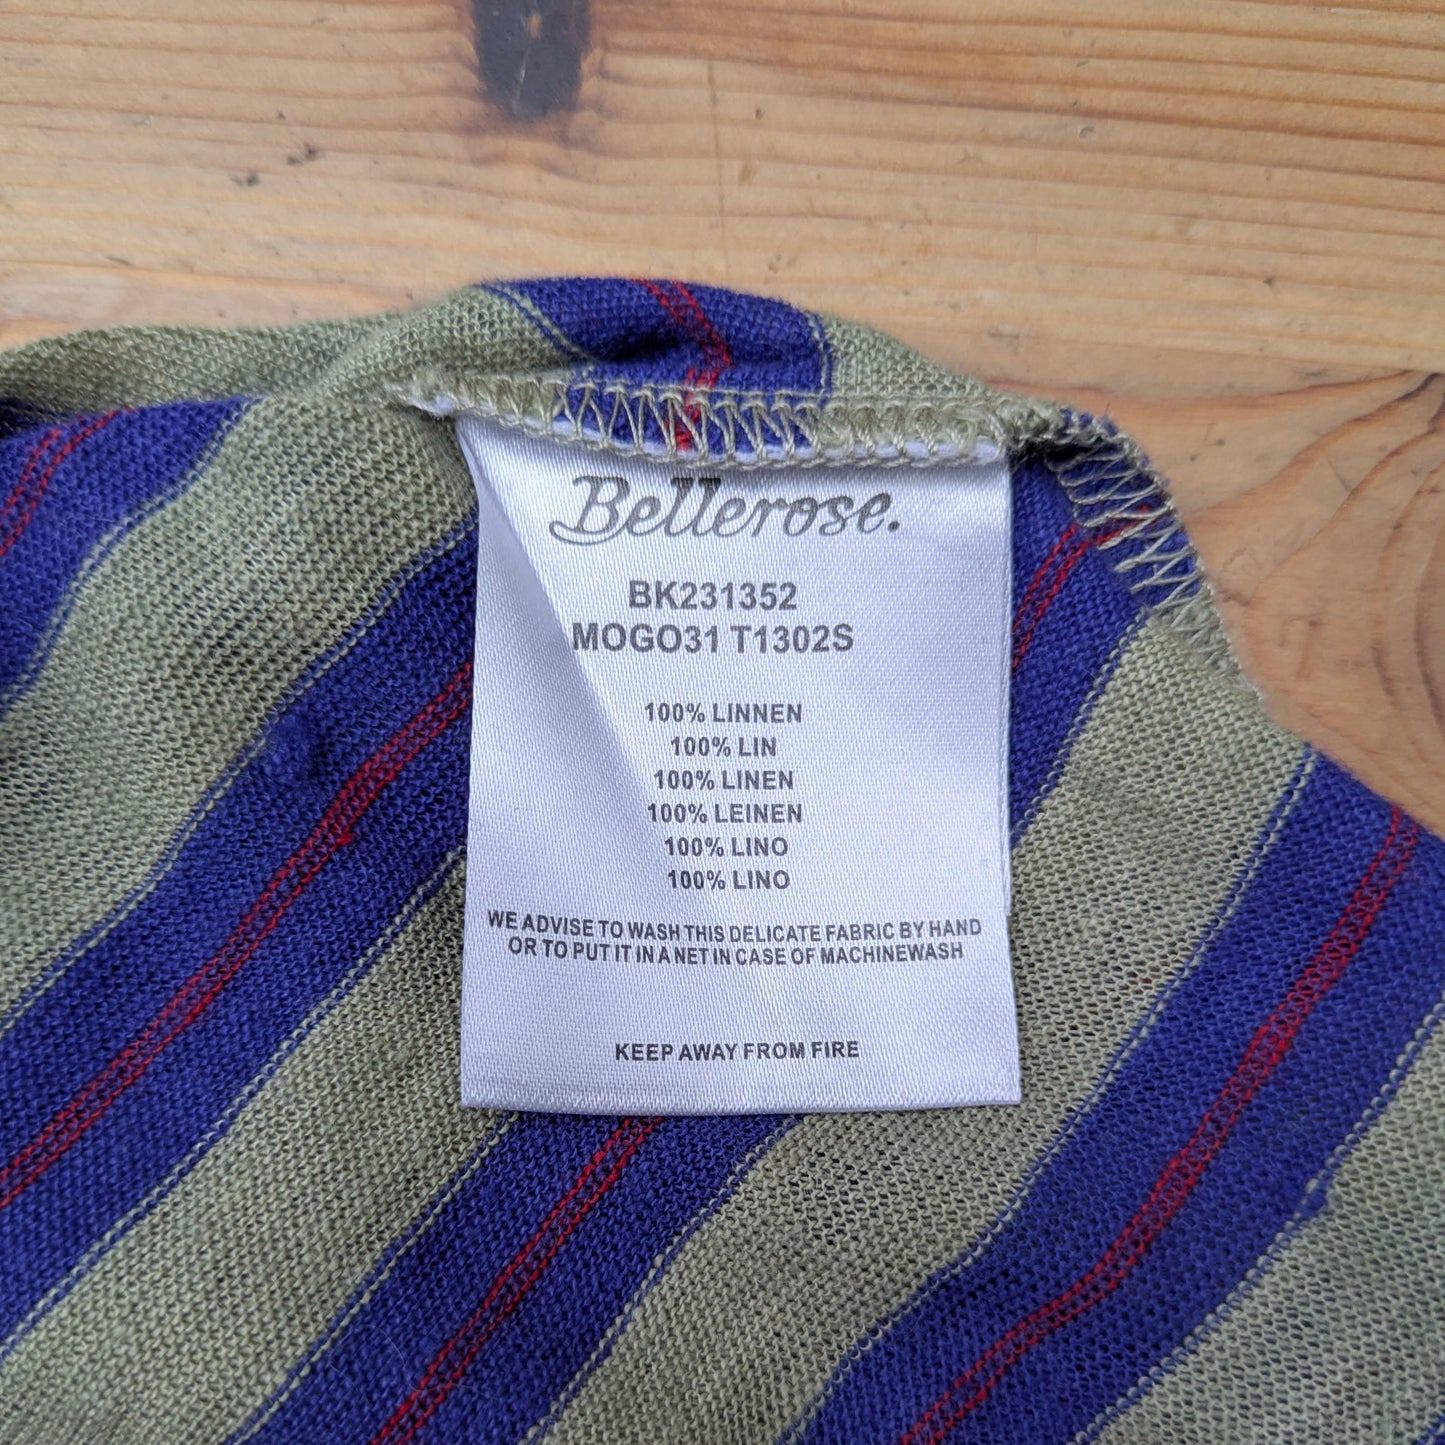 Bellerose.
BK231352
MOGO31 T1302S
100% LINNEN
100% LIN
100% LINEN
100% LEINEN
100% LINO
100% LINO
WE ADVISE TO WASH THIS DELICATE FABRIC BY HAND
OR TO PUT IT IN A NET IN CASE OF MACHINEWASH
KEEP AWAY FROM FIRE